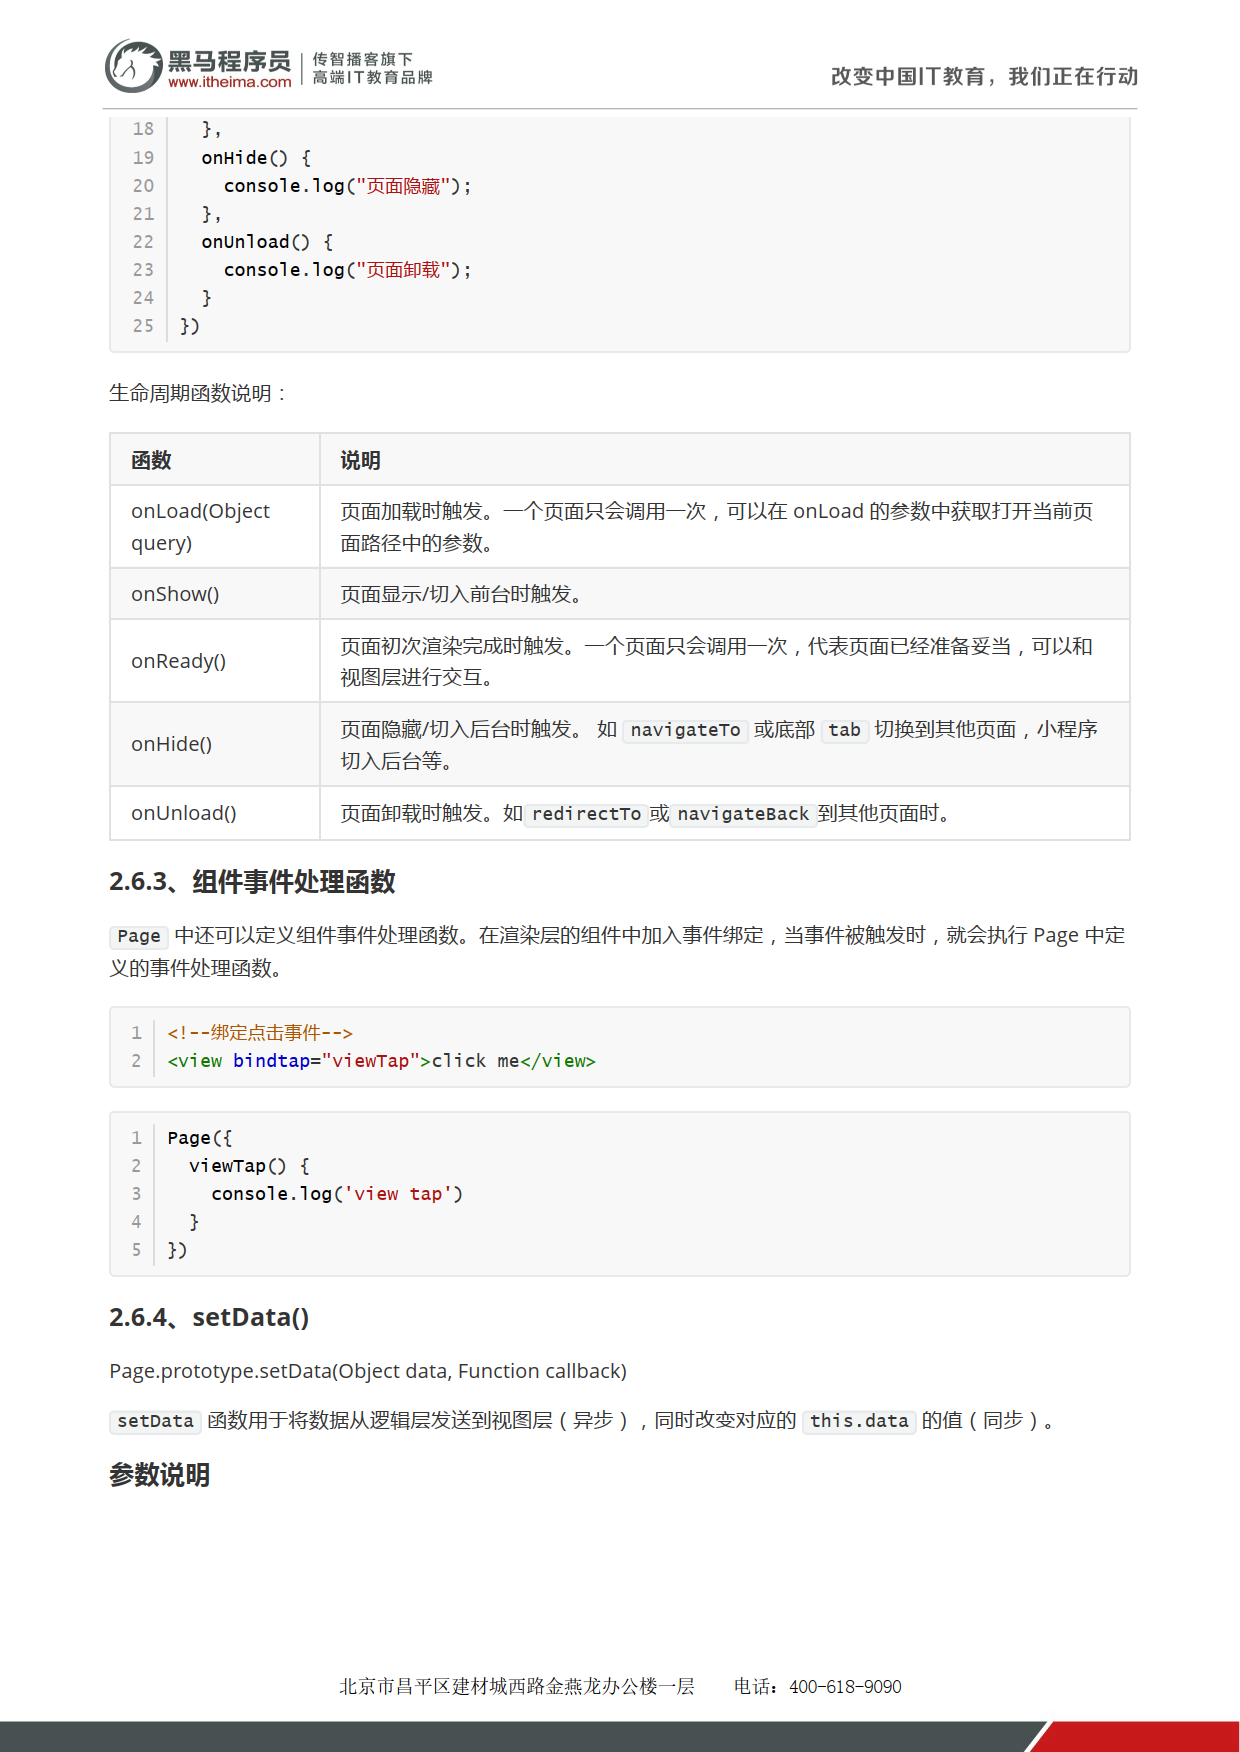 黑马程序员
www.itheima.com
传智播客旗下
高端IT教育品牌
改变中国IT教育，我们正在行动
18   },
19   onHide() {
20     console.log("页面隐藏");
21   },
22   onUnload() {
23     console.log("页面卸载");
24   }
25 })
生命周期函数说明：
函数 说明
onLoad(Object query) 页面加载时触发。一个页面只会调用一次，可以在 onLoad 的参数中获取打开当前页
面路径中的参数。
onShow() 页面显示/切入前台时触发。
onReady() 页面初次渲染完成时触发。一个页面只会调用一次，代表页面已经准备妥当，可以和
视图层进行交互。
onHide() 页面隐藏/切入后台时触发。 如 navigateTo 或底部 tab 切换到其他页面，小程序
切入后台等。
onUnload() 页面卸载时触发。如 redirectTo 或 navigateBack 到其他页面时。
2.6.3、组件事件处理函数
Page 中还可以定义组件事件处理函数。在渲染层的组件中加入事件绑定，当事件被触发时，就会执行 Page 中定
义的事件处理函数。
1 <!--绑定点击事件-->
2 <view bindtap="viewTap">click me</view>
1 Page({
2   viewTap() {
3     console.log('view tap')
4   }
5 })
2.6.4、setData()
Page.prototype.setData(Object data, Function callback)
setData 函数用于将数据从逻辑层发送到视图层（异步），同时改变对应的 this.data 的值（同步）。
参数说明
北京市昌平区建材城西路金燕龙办公楼一层 电话：400-618-9090